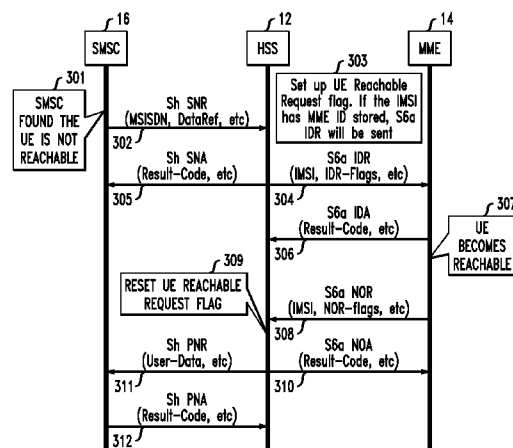 16
12
14
SMSC
HSS
MME
301
SMSC
FOUND THE
UE IS NOT
REACHABLE
303
Set up UE Reachable
Request flag. If the IMSI
has MME ID stored, S6a
IDR will be sent
Sh SNR
(MSISDN, DataRef, etc)
302
Sh SNA
(Result-Code, etc)
305
S6a IDR
(IMSI, IDR-Flags, etc)
304
S6a IDA
(Result-Code, etc)
306
307
UE
BECOMES
REACHABLE
309
RESET UE REACHABLE
REQUEST FLAG
S6a NOR
(IMSI, NOR-flags, etc)
308
Sh PNR
(User-Data, etc)
311
S6a NOA
(Result-Code, etc)
310
Sh PNA
(Result-Code, etc)
312